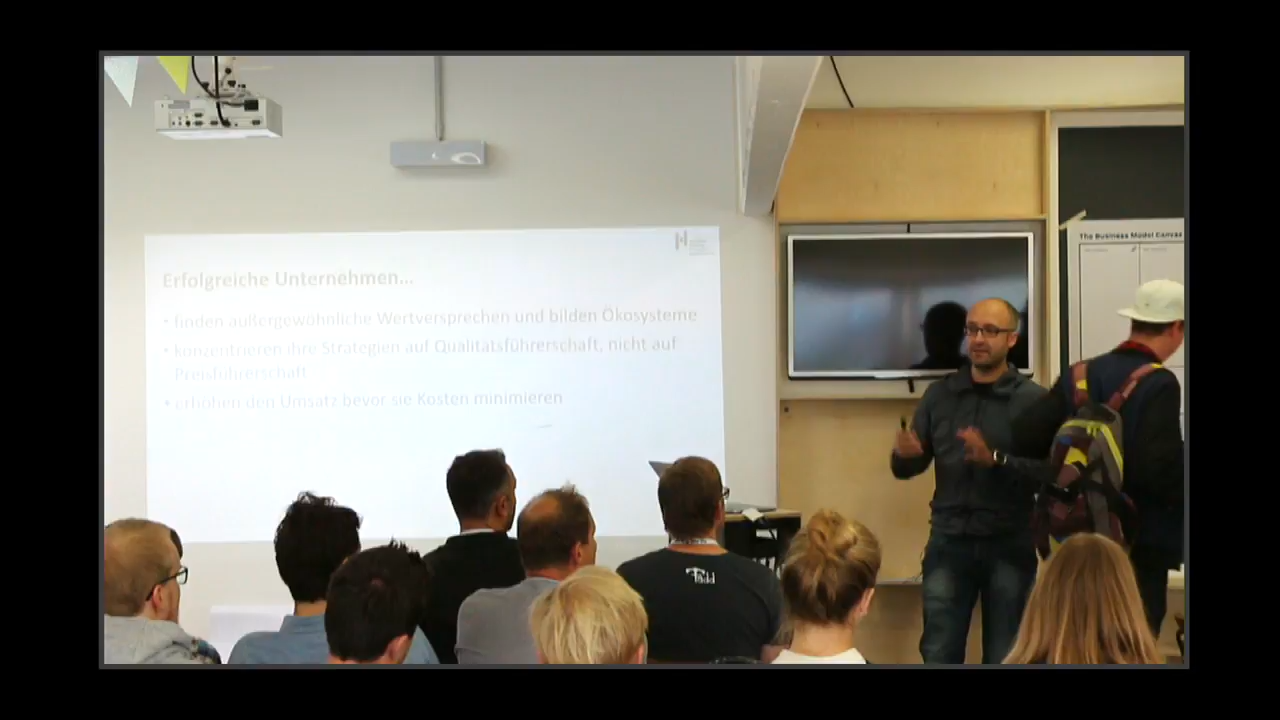 Erfolgreiche Unternehmen...
• finden außergewöhnliche Wertversprechen und bilden Ökosysteme
• konzentrieren ihre Strategien auf Qualitätsführerschaft, nicht auf
Preisführerschaft
• erhöhen den Umsatz bevor sie Kosten minimieren
The Business Model Canvas